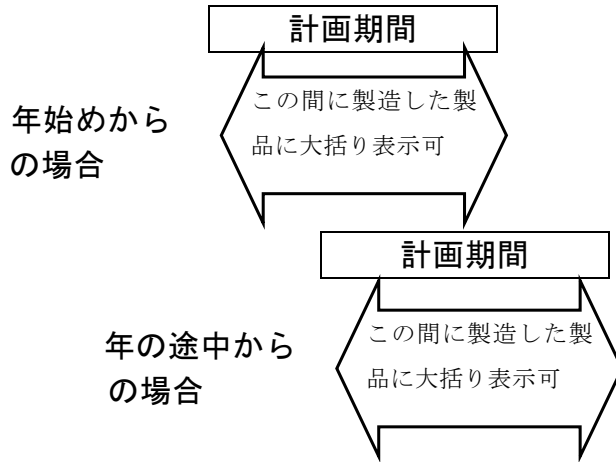 計画期間
この間に製造した製
品に大括り表示可
年始めから
の場合
計画期間
この間に製造した製
品に大括り表示可
年の途中から
の場合